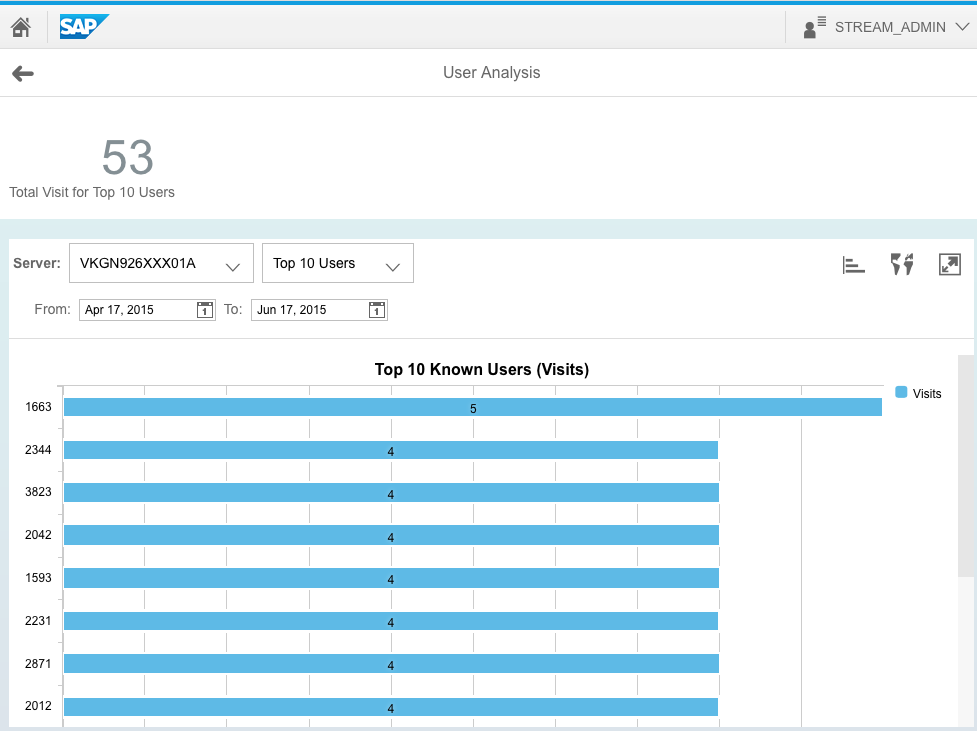 SAP
STREAM_ADMIN
User Analysis
53
Total Visit for Top 10 Users
Server: VKGN926XXX01A Top 10 Users
From: Apr 17, 2015 1 To: Jun 17, 2015 1
Top 10 Known Users (Visits)
Visits
1663 5
2344 4
3823 4
2042 4
1593 4
2231 4
2871 4
2012 4